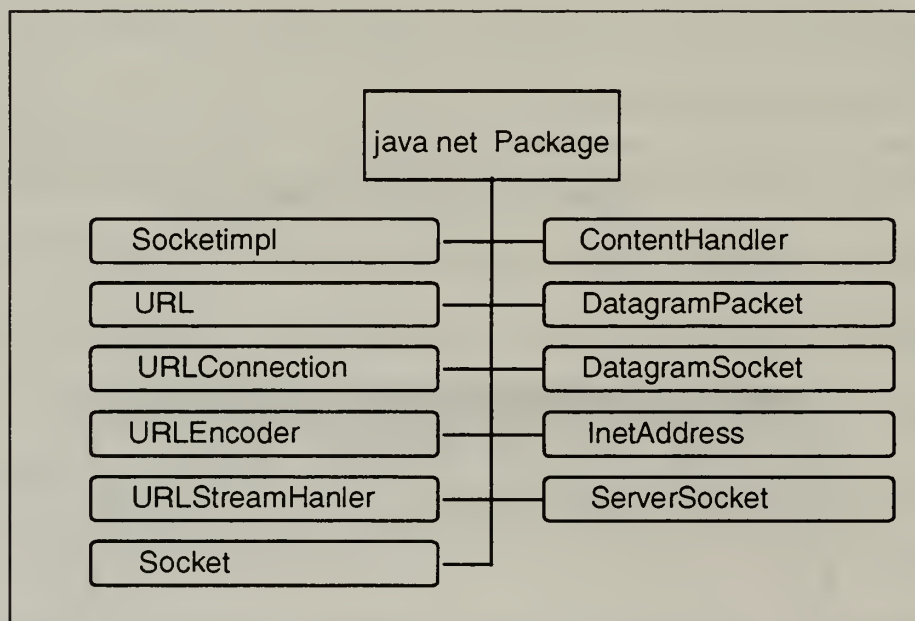 java net Package
Socketimpl
ContentHandler
URL
DatagramPacket
URLConnection
DatagramSocket
URLEncoder
InetAddress
URLStreamHanler
ServerSocket
Socket